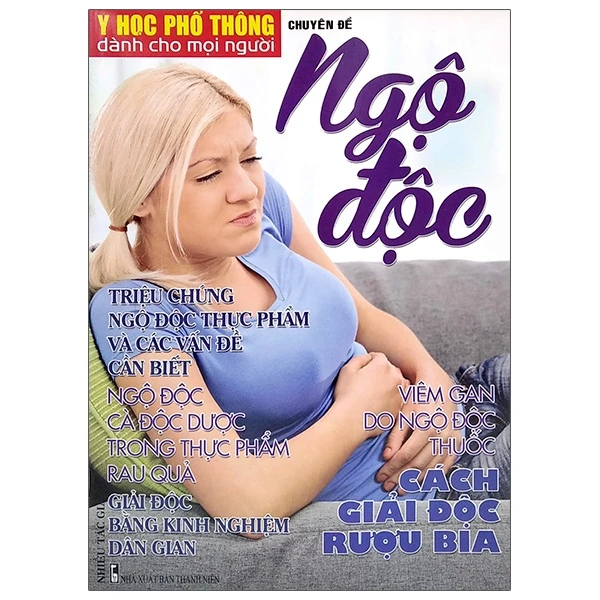 Y HỌC PHỔ THÔNG
dành cho mọi người
CHUYÊN ĐỀ
Ngộ
độc
TRIỆU CHỨNG
NGỘ ĐỘC THỰC PHẨM
VÀ CÁC VẤN ĐỀ
CẦN BIẾT
NGỘ ĐỘC
CÀ ĐỘC DƯỢC
TRONG THỰC PHẨM
RAU QUẢ
GIẢI ĐỘC
BẰNG KINH NGHIỆM
DÂN GIAN
VIÊM GAN
DO NGỘ ĐỘC
THUỐC
CÁCH
GIẢI ĐỘC
RƯỢU BIA
NHIỀU TÁC GI
NHÀ XUẤT BẢN THANH NIÊN